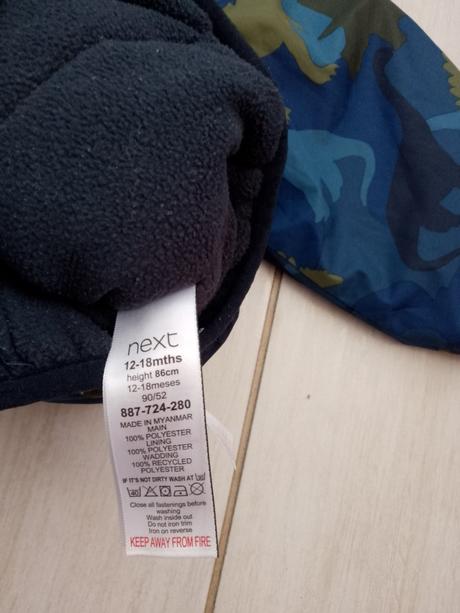 next
12-18mths
height 86cm
12-18meses
90/52
887-724-280
MADE IN MYANMAR
MAIN
100% POLYESTER
LINING
100% POLYESTER
WADDING
100% RECYCLED
POLYESTER
IF IT'S NOT DIRTY WASH AT 30
40
Close all fastenings before
washing
Wash inside out
Do not iron trim
Iron on reverse
KEEP AWAY FROM FIRE